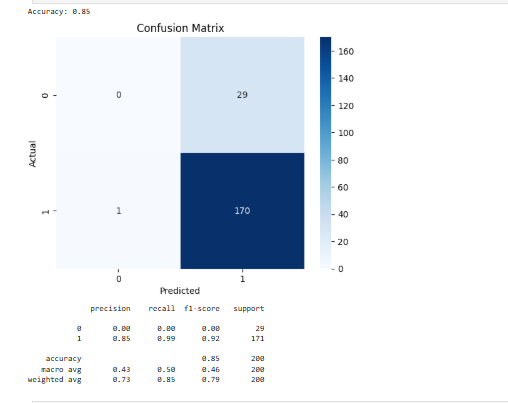 Accuracy: 0.85
Confusion Matrix
160
140
120
100
80
60
40
20
0
Actual
0
1
0
29
1
170
0
1
Predicted
precision recall f1-score support
0 0.00 0.00 0.00 29
1 0.85 0.99 0.92 171
accuracy 0.85 200
macro avg 0.43 0.50 0.46 200
weighted avg 0.73 0.85 0.79 200